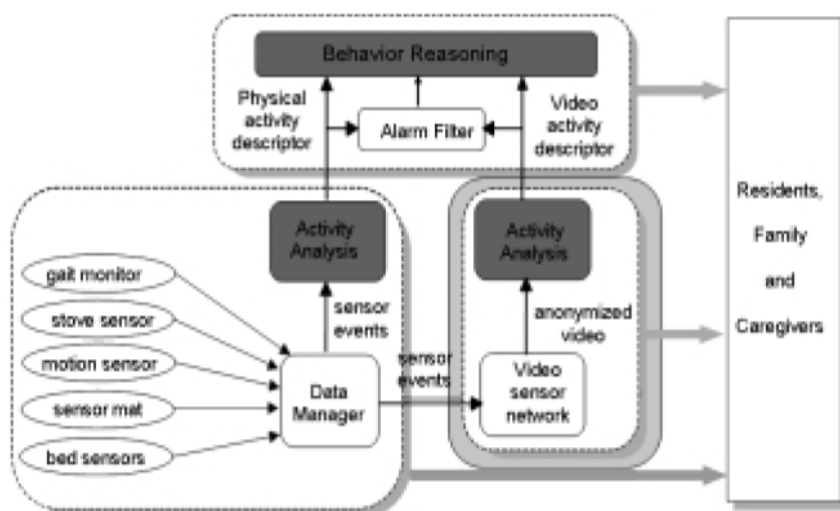 Behavior Reasoning
Physical
activity
descriptor
Alarm Filter
Video
activity
descriptor
Activity
Analysis
Activity
Analysis
gait monitor
stove sensor
motion sensor
sensor mat
bed sensors
sensor
events
Data
Manager
sensor
events
anonymized
video
Video
sensor
network
Residents,
Family
and
Caregivers